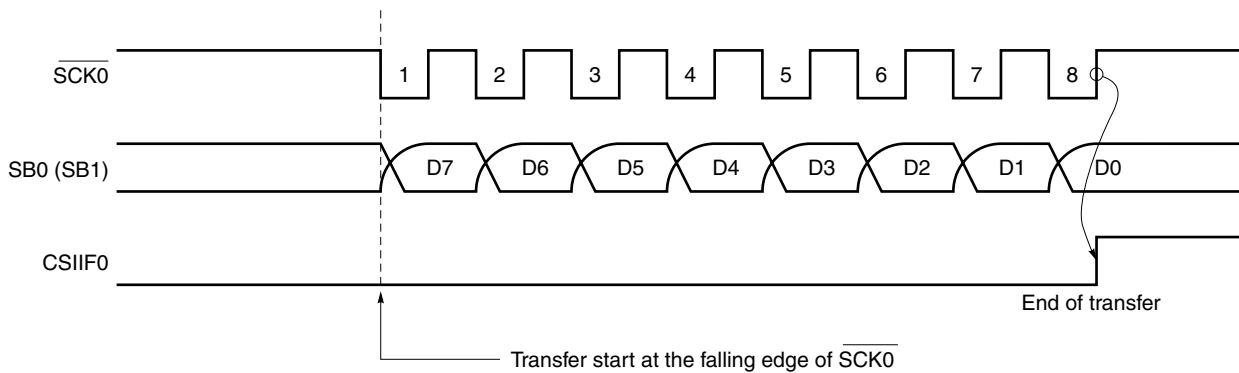 SCK0
1 2 3 4 5 6 7 8
SB0 (SB1)
D7 D6 D5 D4 D3 D2 D1 D0
CSIIF0
End of transfer
Transfer start at the falling edge of SCK0